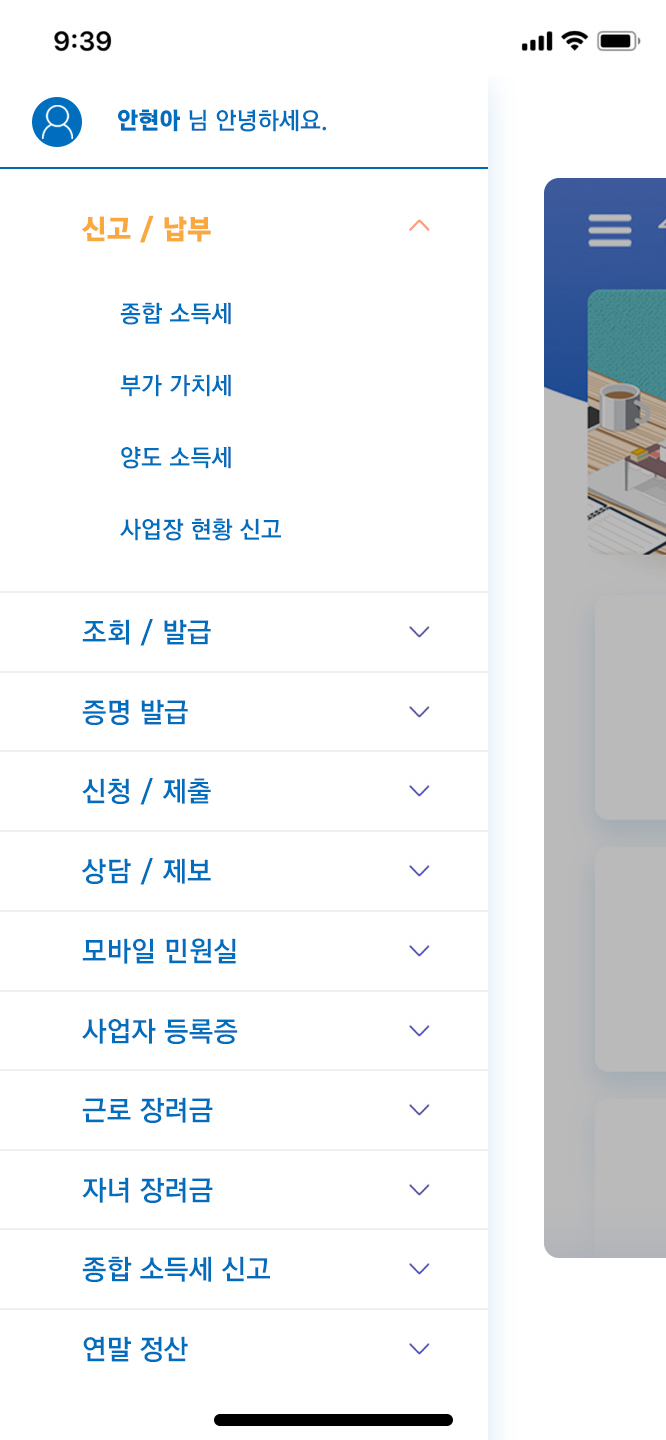 9:39
안현아 님 안녕하세요.
신고 / 납부
종합 소득세
부가 가치세
양도 소득세
사업장 현황 신고
조회 / 발급
증명 발급
신청 / 제출
상담 / 제보
모바일 민원실
사업자 등록증
근로 장려금
자녀 장려금
종합 소득세 신고
연말 정산